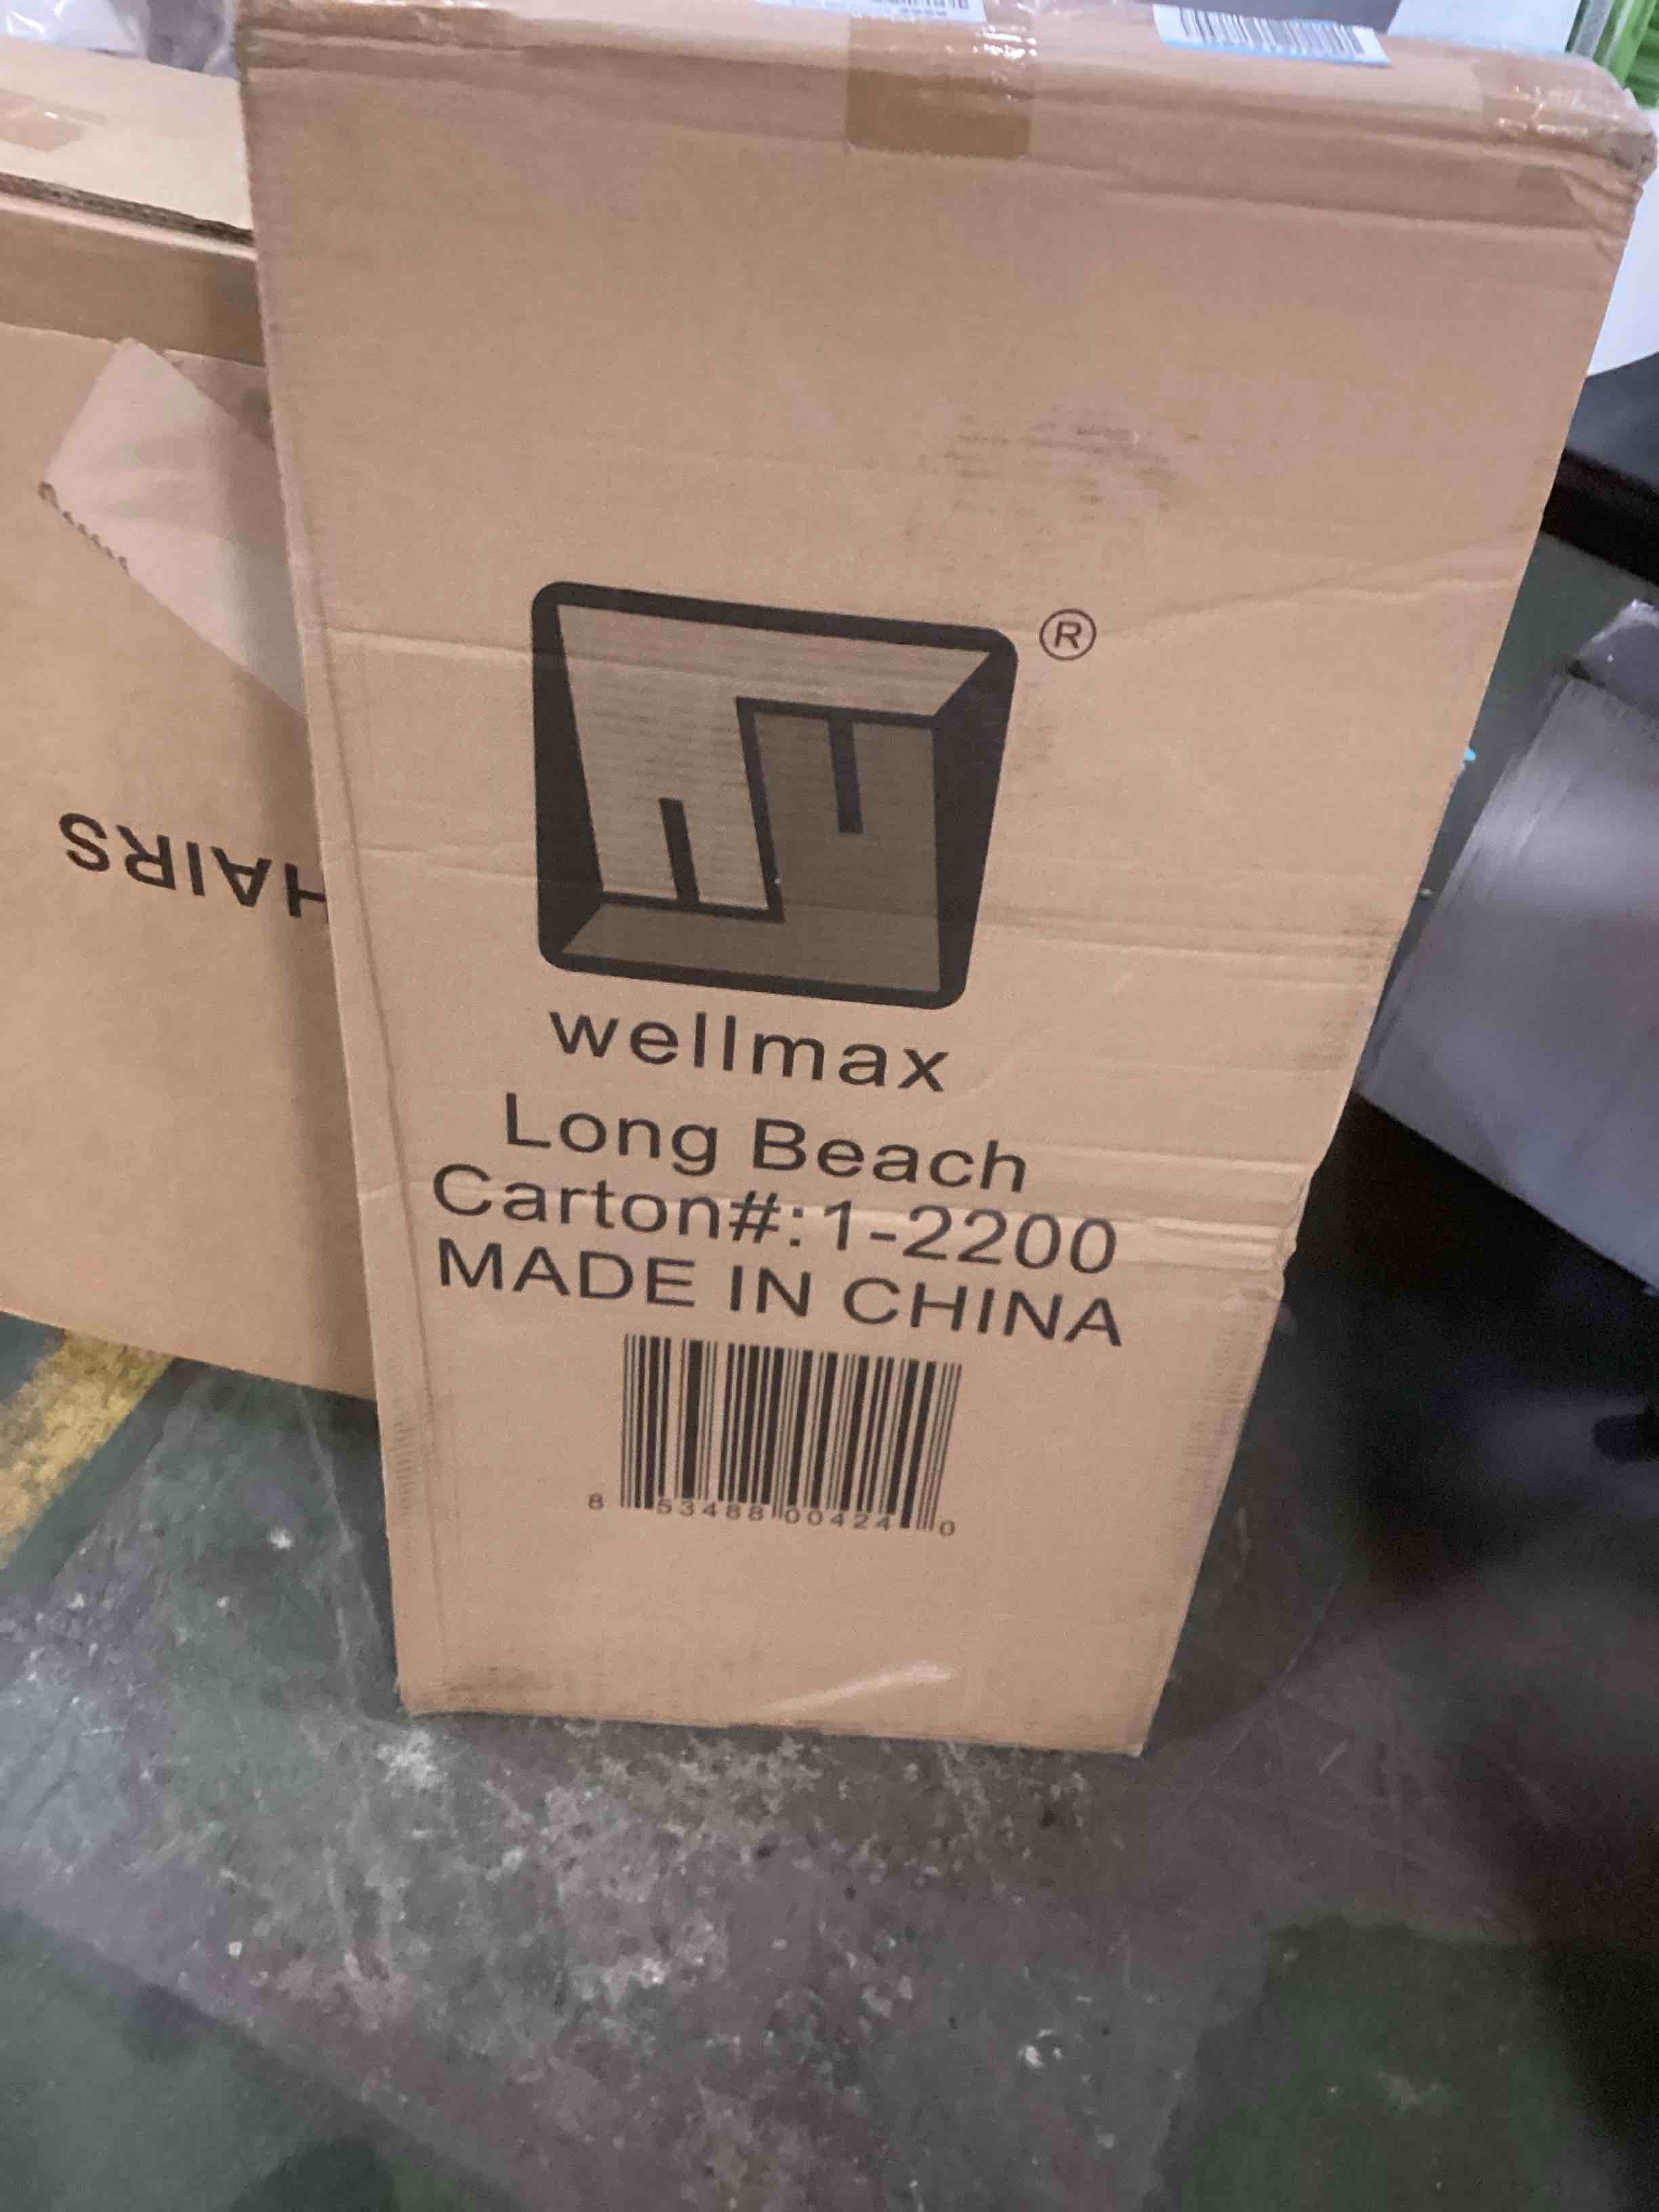 ®
wellmax
Long Beach
Carton#:1-2200
MADE IN CHINA
8 53488 00424 0
HAIRS